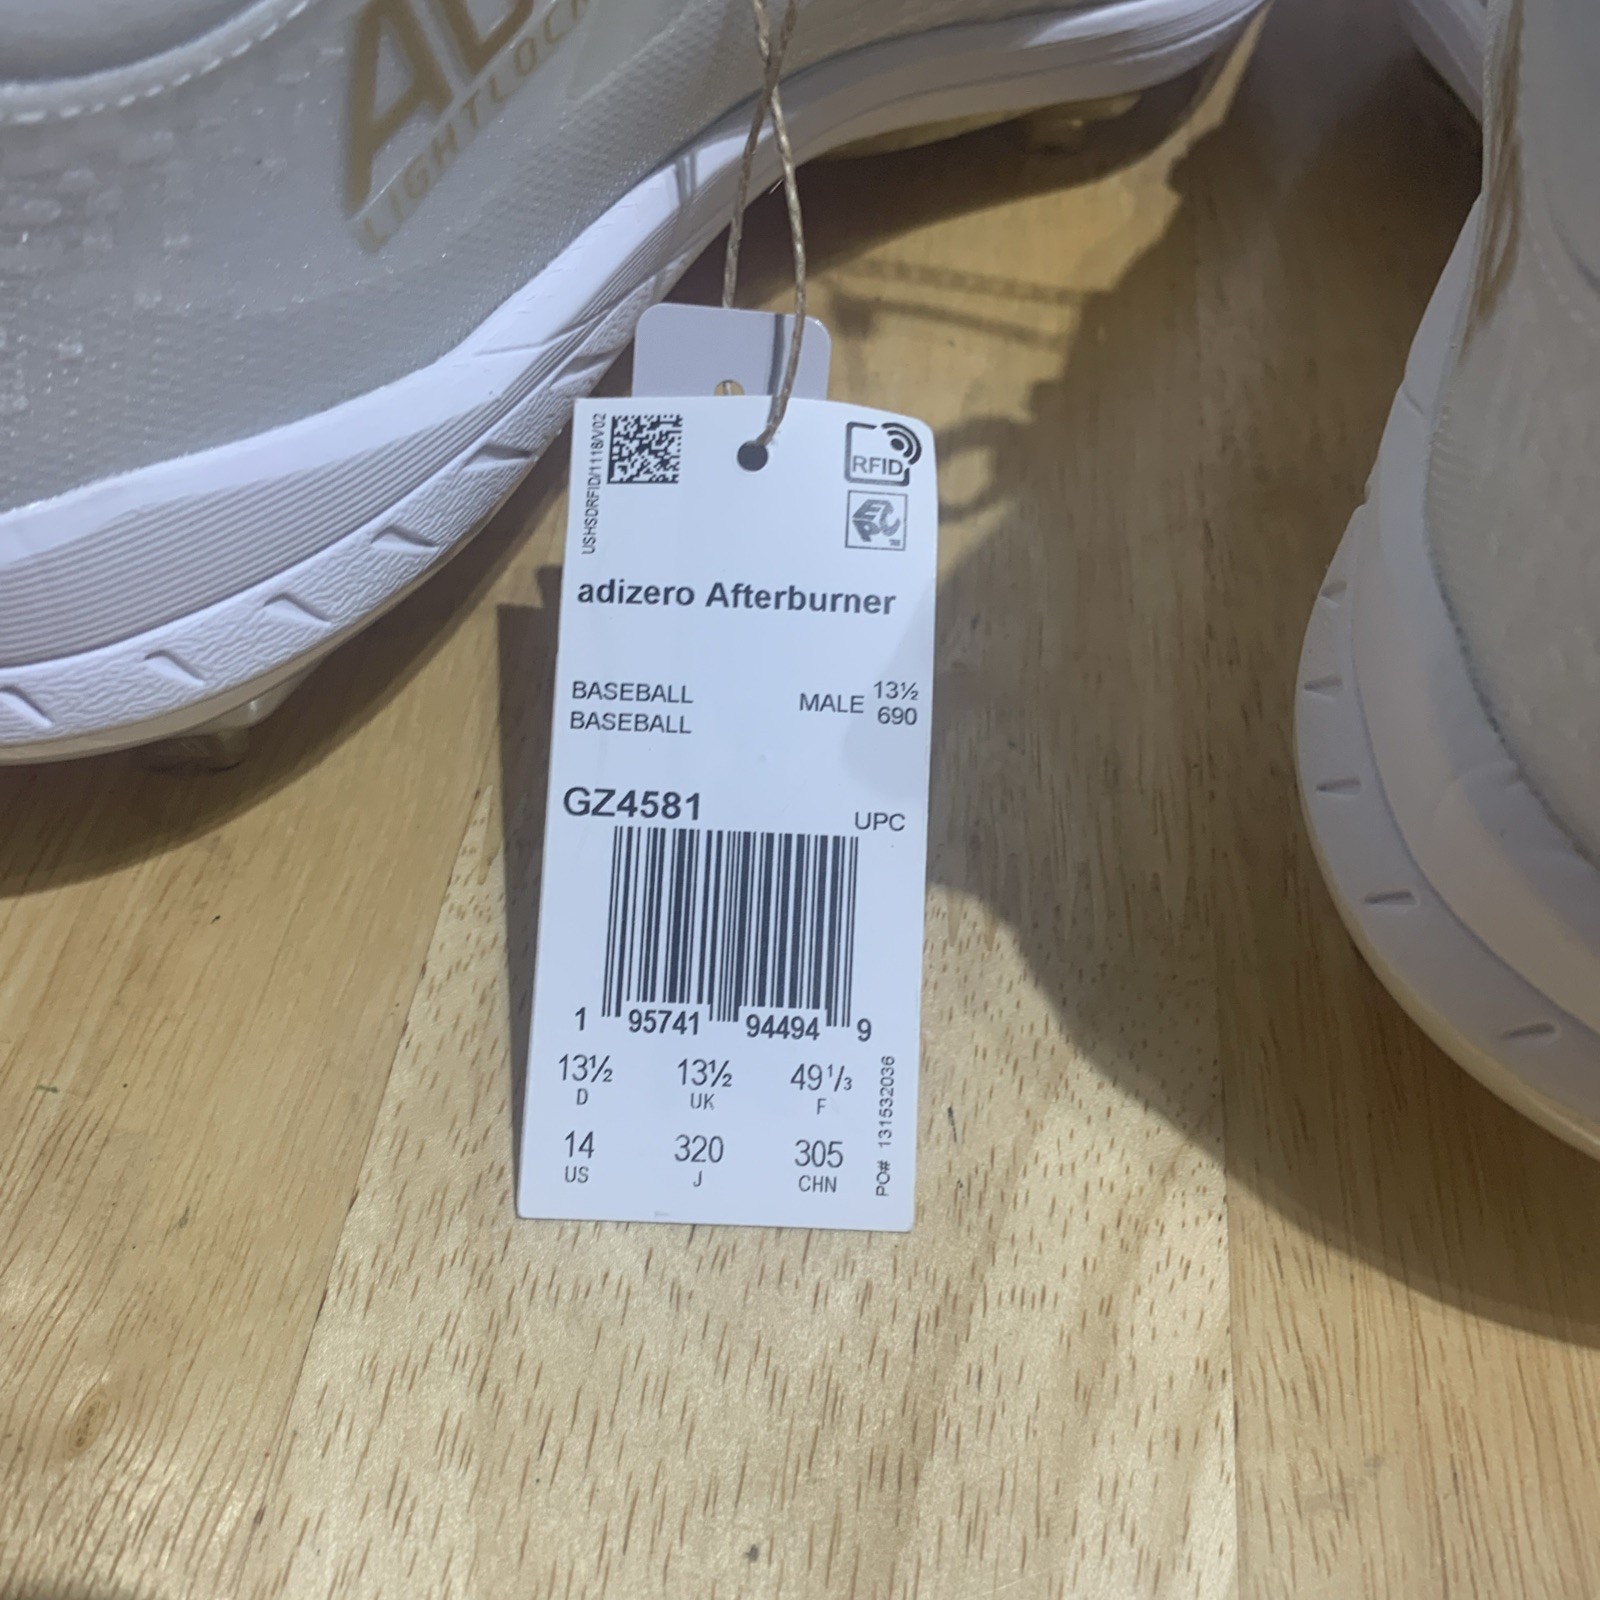 LIGHTLOCK
USHSDRFID/1118/V02
RFID
EPC
adizero Afterburner
BASEBALL
BASEBALL
MALE 13½
690
GZ4581
UPC
1 95741 94494 9
13½ 13½ 49⅓
D UK F
14 320 305
US J CHN
PO# 131532036